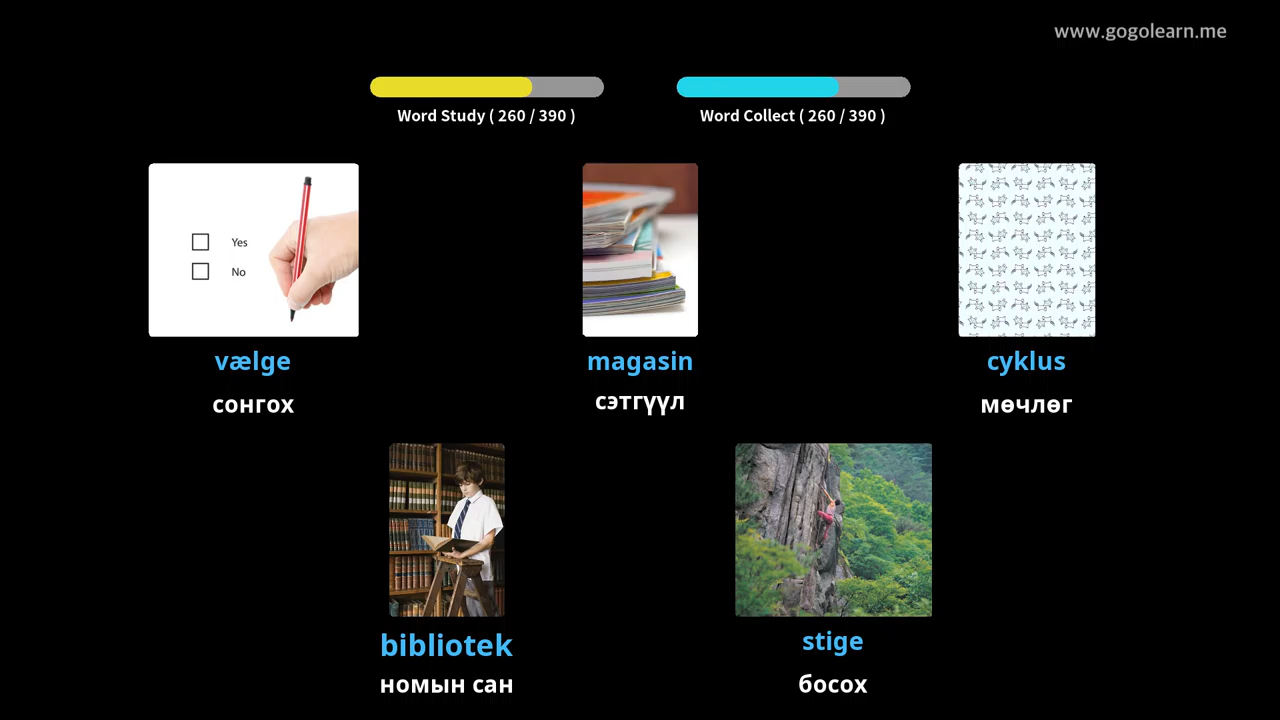 www.gogolearn.me
Word Study ( 260 / 390 )
Word Collect ( 260 / 390 )
Yes
No
vælge
magasin
cyklus
сонгох
сэтгүүл
мөчлөг
bibliotek
stige
номын сан
босох